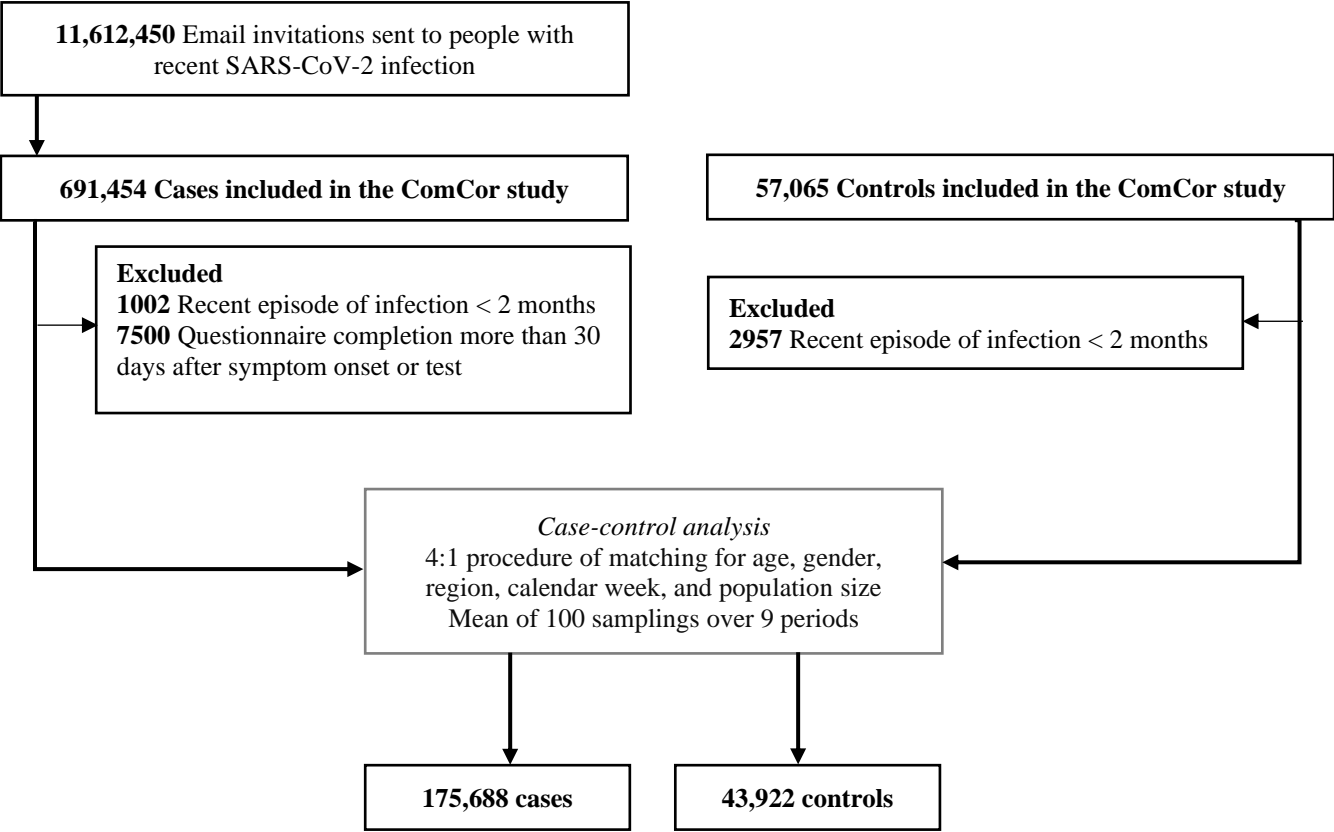 11,612,450 Email invitations sent to people with
recent SARS-CoV-2 infection
691,454 Cases included in the ComCor study
57,065 Controls included in the ComCor study
Excluded
1002 Recent episode of infection < 2 months
7500 Questionnaire completion more than 30
days after symptom onset or test
Excluded
2957 Recent episode of infection < 2 months
Case-control analysis
4:1 procedure of matching for age, gender,
region, calendar week, and population size
Mean of 100 samplings over 9 periods
175,688 cases
43,922 controls